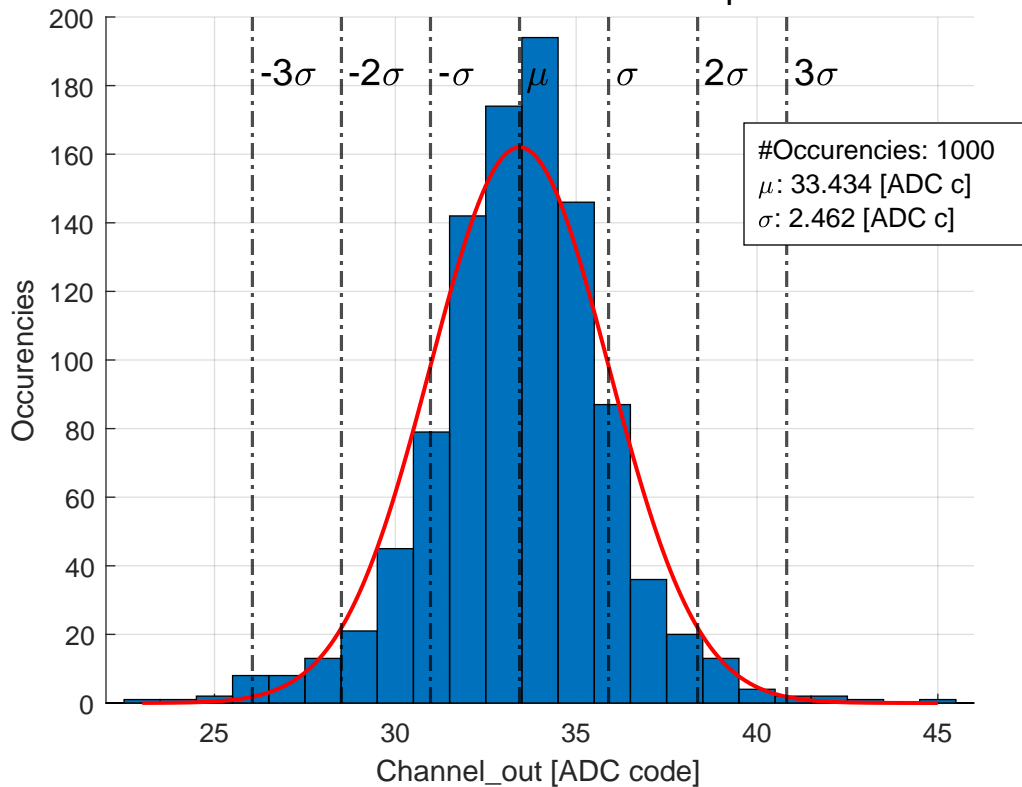 200
180
160
140
120
100
80
60
40
20
0
Occurencies
-3σ -2σ -σ μ σ 2σ 3σ
#Occurencies: 1000
μ: 33.434 [ADC c]
σ: 2.462 [ADC c]
25 30 35 40 45
Channel_out [ADC code]